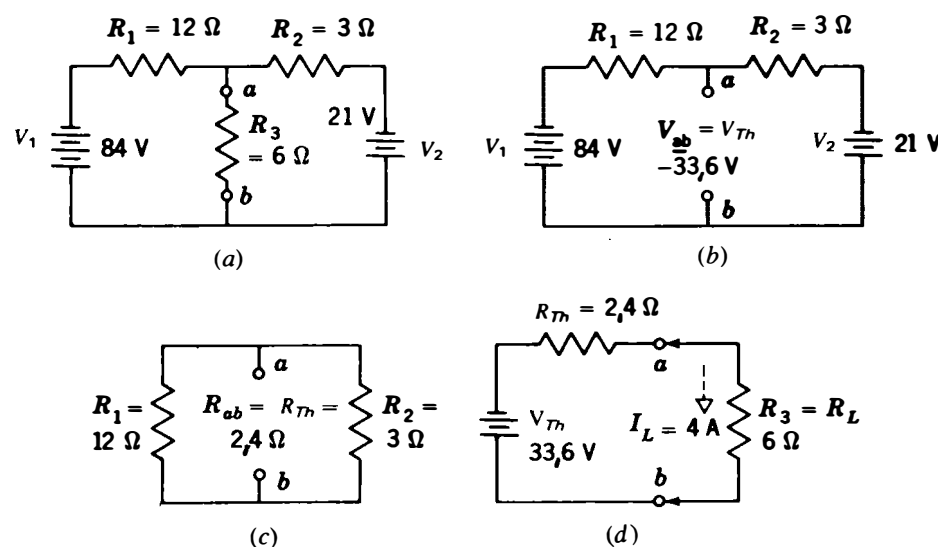 R1 = 12 Ω
R2 = 3 Ω
a
V1
84 V
R3
= 6 Ω
21 V
V2
b
(a)
R1 = 12 Ω
R2 = 3 Ω
a
V1
84 V
Vab = VTh
−33,6 V
V2
21 V
b
(b)
a
R1 =
12 Ω
Rab = RTh =
2,4 Ω
R2 =
3 Ω
b
(c)
RTh = 2,4 Ω
a
VTh
33,6 V
IL = 4 A
R3 = RL
6 Ω
b
(d)